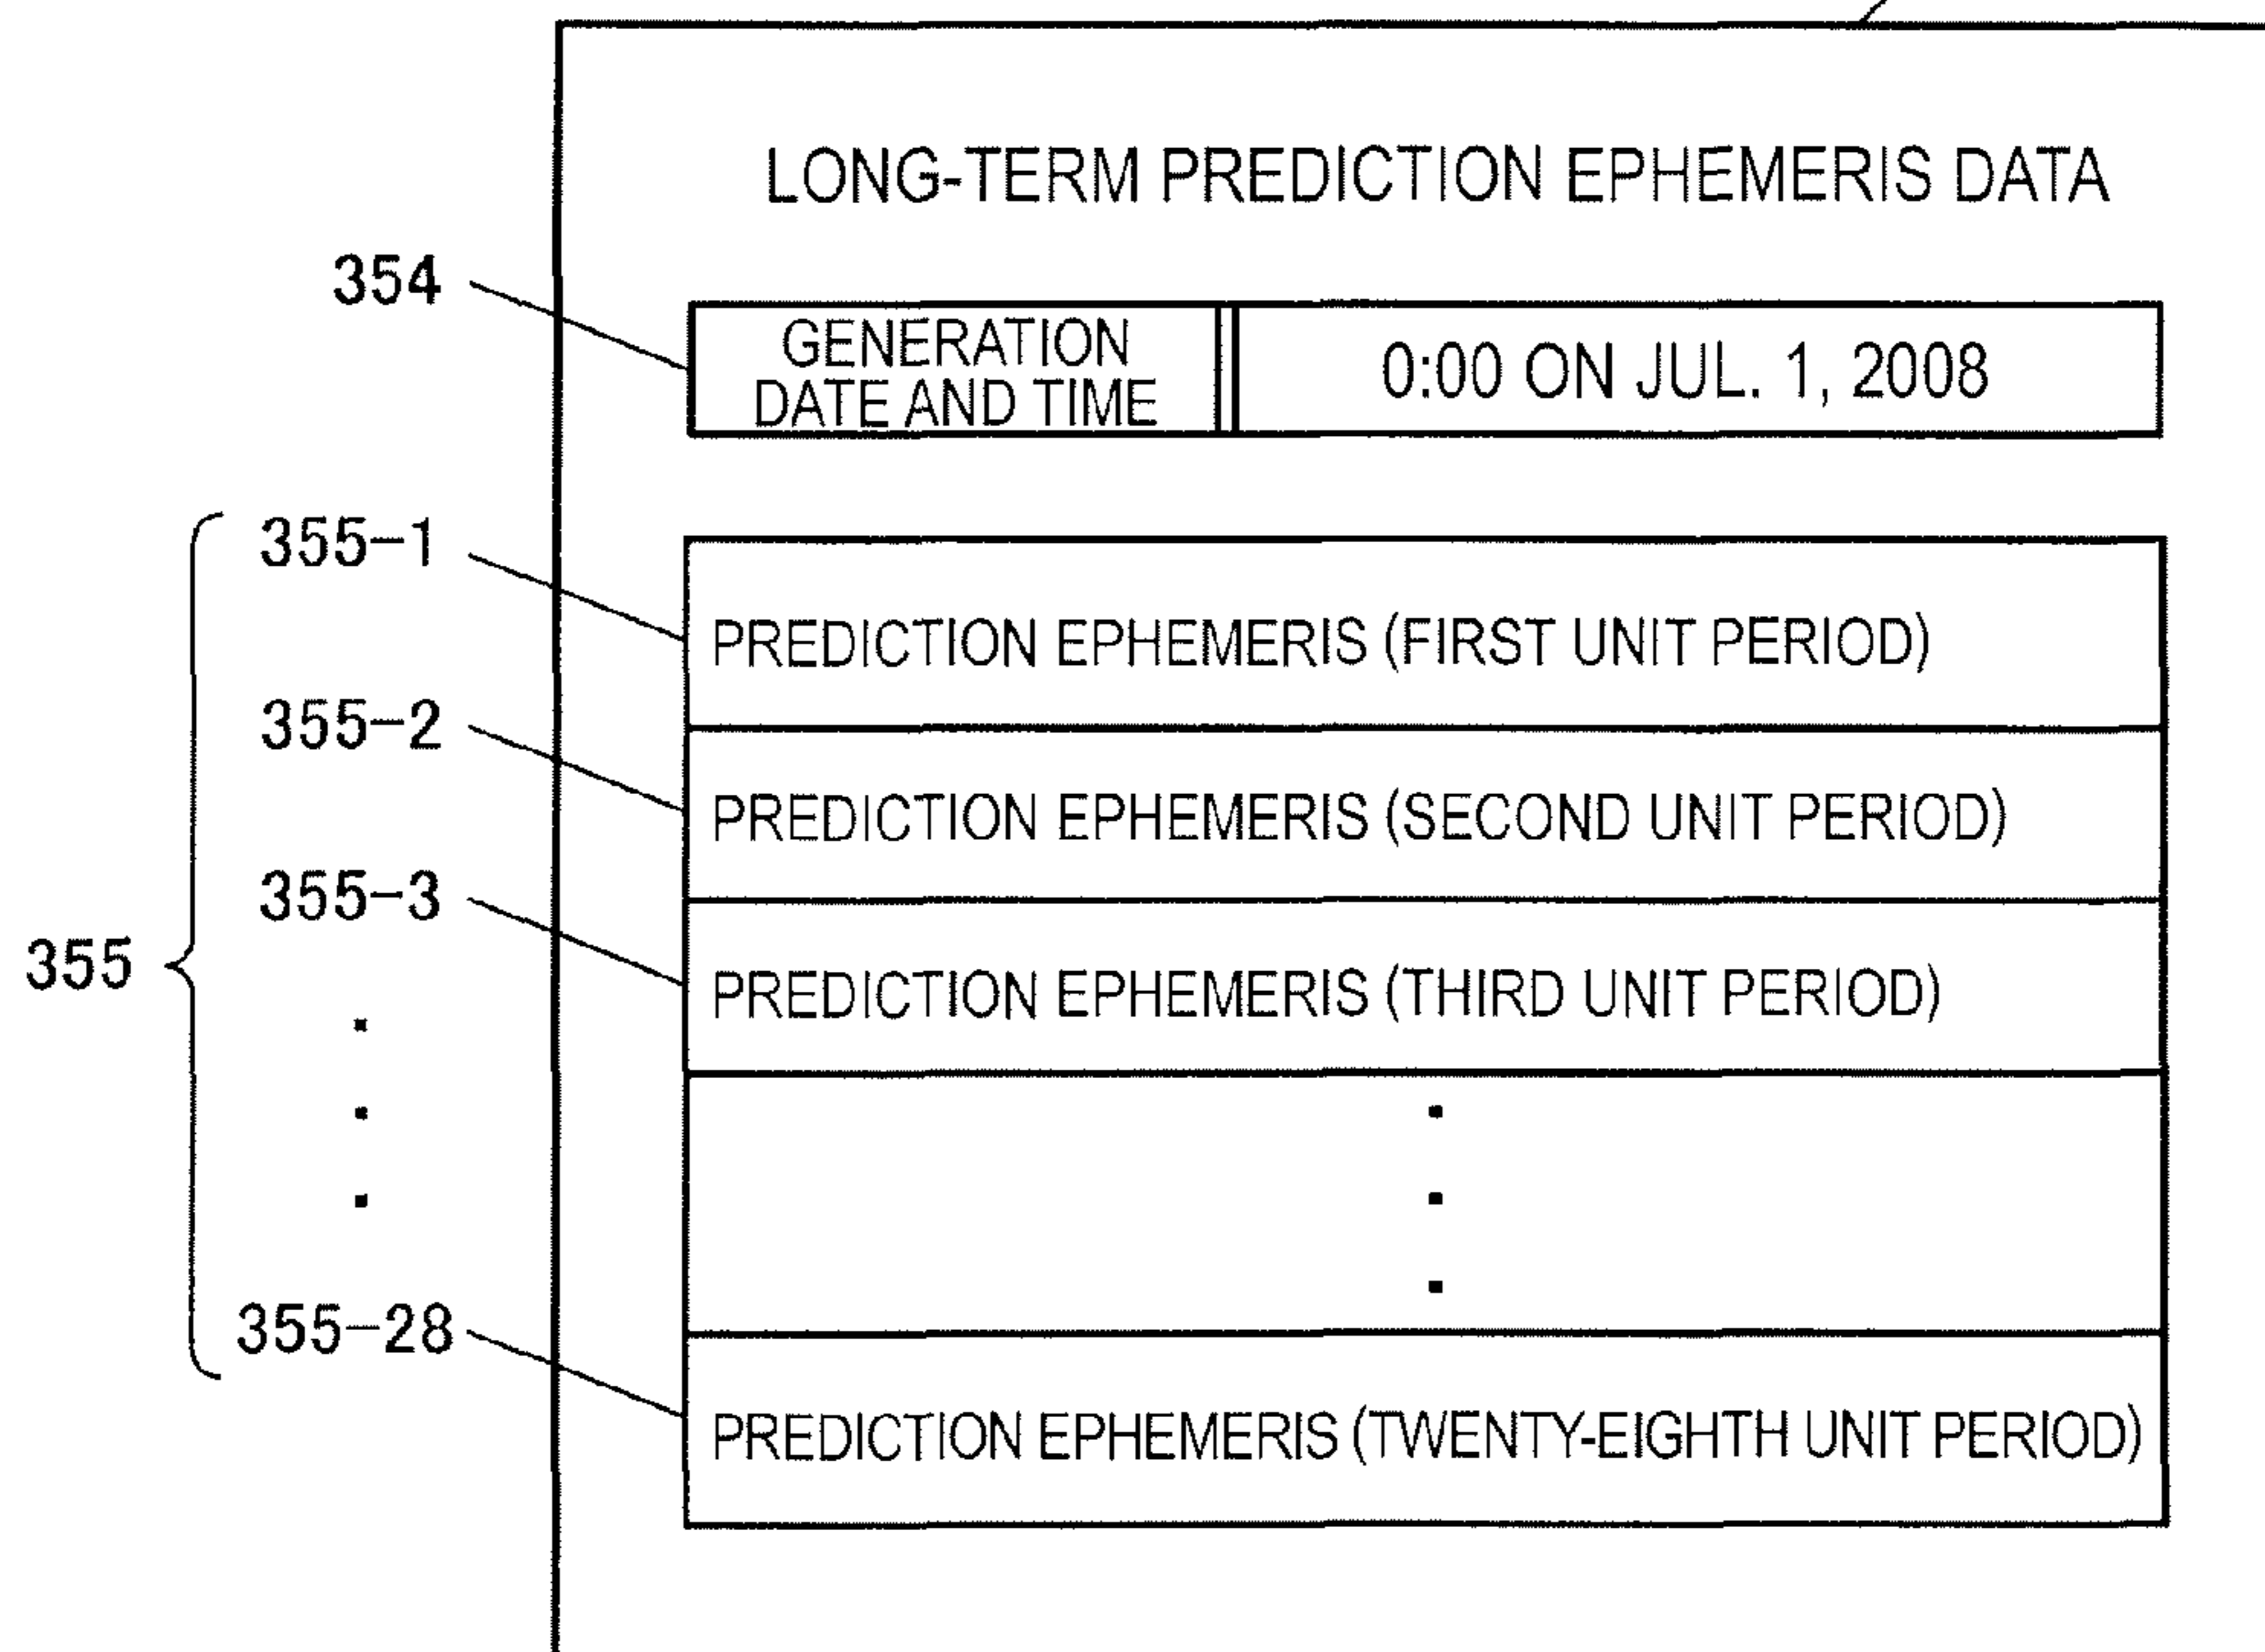 LONG-TERM PREDICTION EPHEMERIS DATA
354
GENERATION
DATE AND TIME
0:00 ON JUL. 1, 2008
355
355-1
PREDICTION EPHEMERIS (FIRST UNIT PERIOD)
355-2
PREDICTION EPHEMERIS (SECOND UNIT PERIOD)
355-3
PREDICTION EPHEMERIS (THIRD UNIT PERIOD)
355-28
PREDICTION EPHEMERIS (TWENTY-EIGHTH UNIT PERIOD)